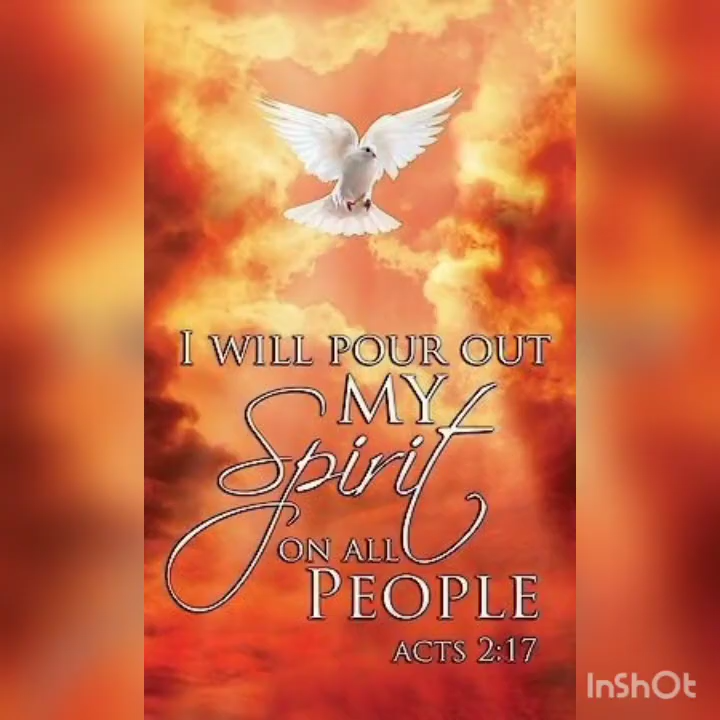 I WILL POUR OUT
MY
Spirit
ON ALL
PEOPLE
ACTS 2:17
InShOt